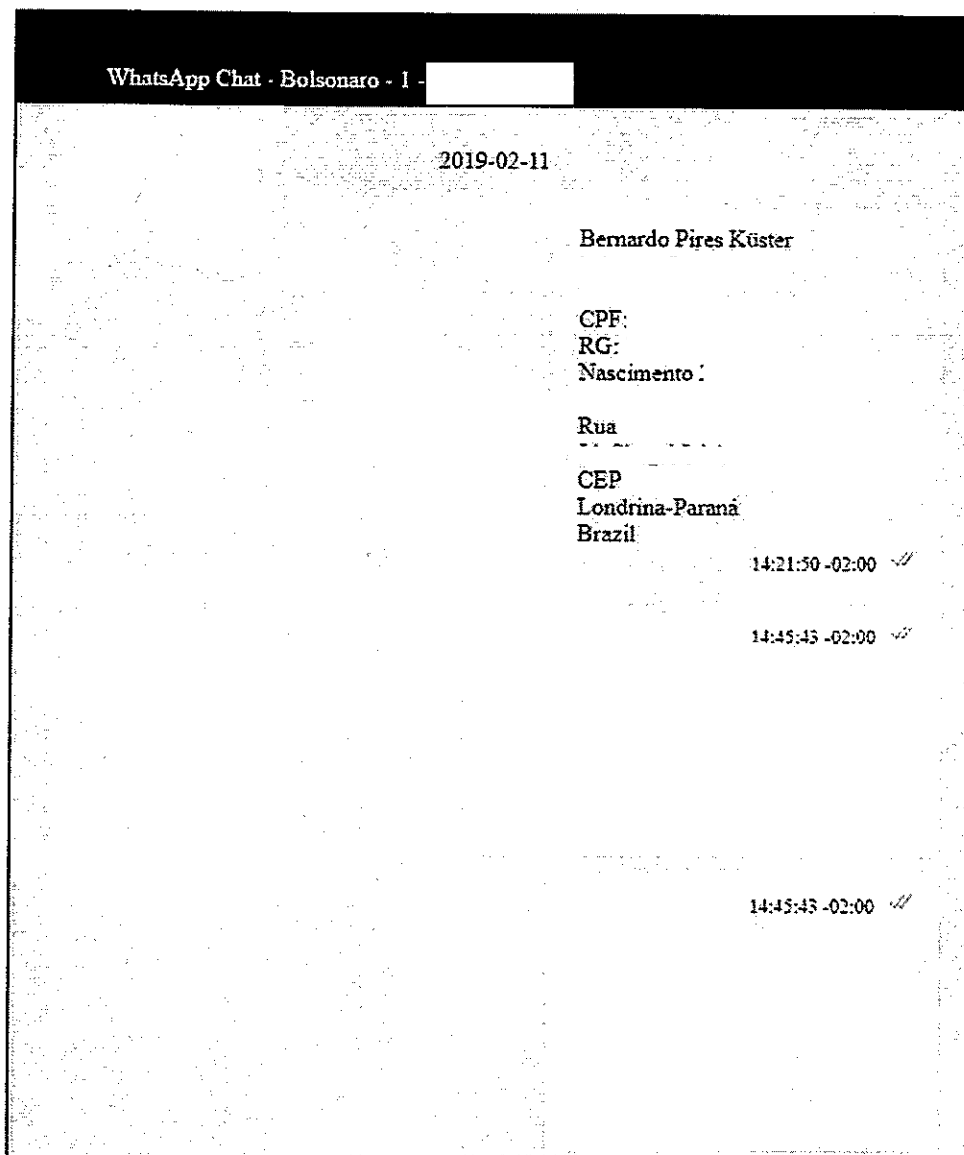 WhatsApp Chat - Bolsonaro - 1 -
2019-02-11
Bernardo Pires Küster
CPF:
RG:
Nascimento
Rua
CEP
Londrina-Paraná
Brazil
14:21:50 -02:00
14:45:43 -02:00
14:45:43 -02:00